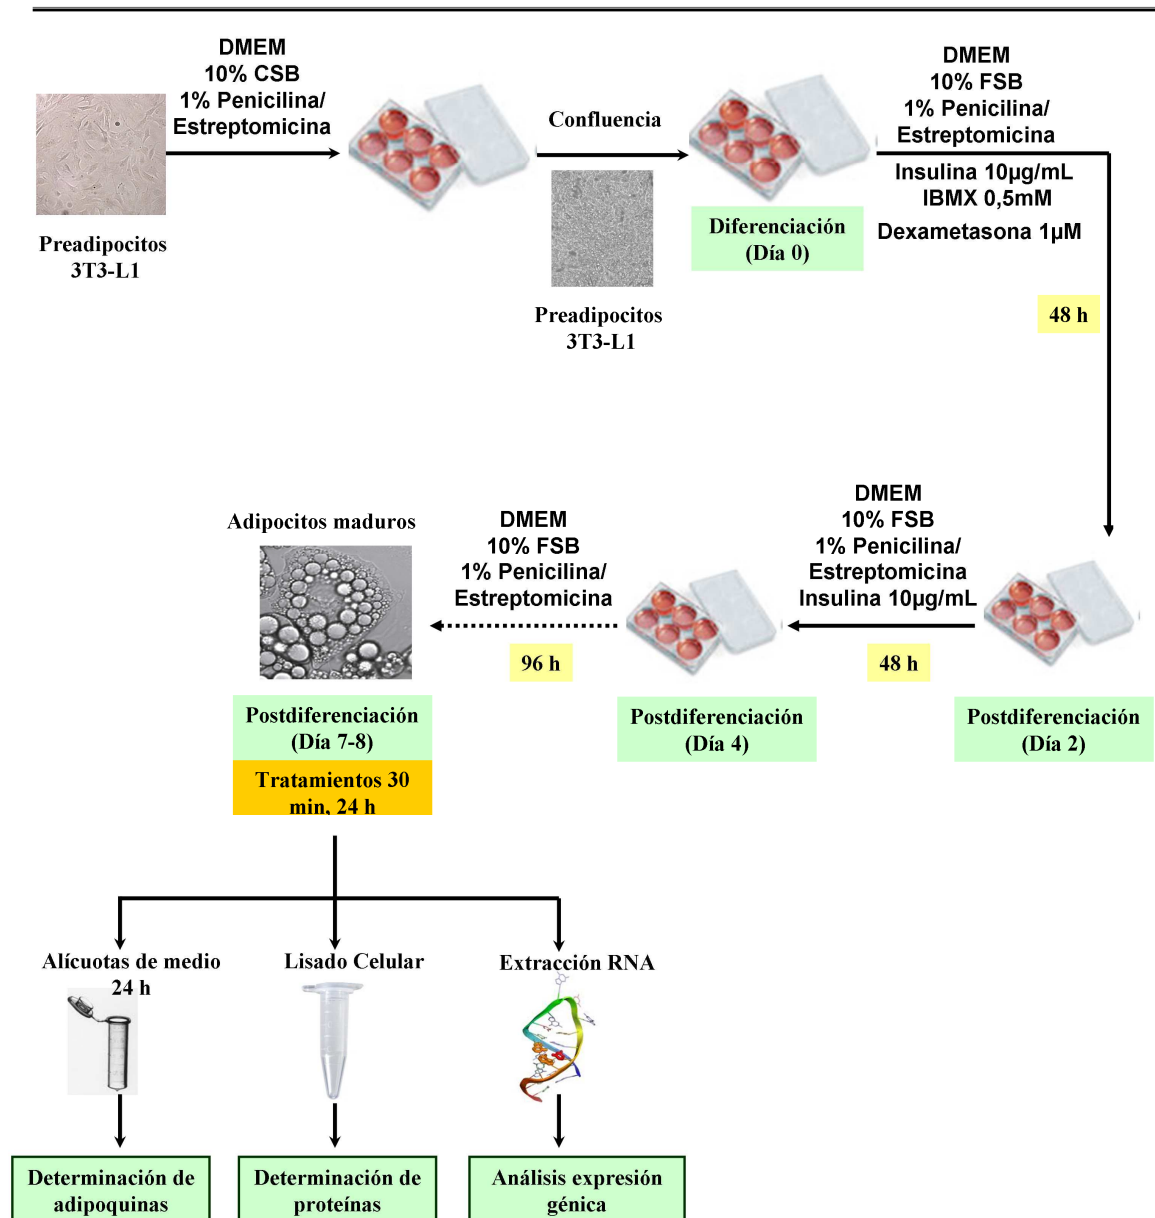 DMEM
10% CSB
1% Penicilina/
Estreptomicina
Preadipocitos
3T3-L1
Confluencia
Preadipocitos
3T3-L1
Diferenciación
(Día 0)
DMEM
10% FSB
1% Penicilina/
Estreptomicina
Insulina 10µg/mL
IBMX 0,5mM
Dexametasona 1µM
48 h
DMEM
10% FSB
1% Penicilina/
Estreptomicina
Insulina 10µg/mL
48 h
Postdiferenciación
(Día 2)
DMEM
10% FSB
1% Penicilina/
Estreptomicina
96 h
Postdiferenciación
(Día 4)
Adipocitos maduros
Postdiferenciación
(Día 7-8)
Tratamientos 30
min, 24 h
Alícuotas de medio
24 h
Lisado Celular
Extracción RNA
Determinación de
adipoquinas
Determinación de
proteínas
Análisis expresión
génica